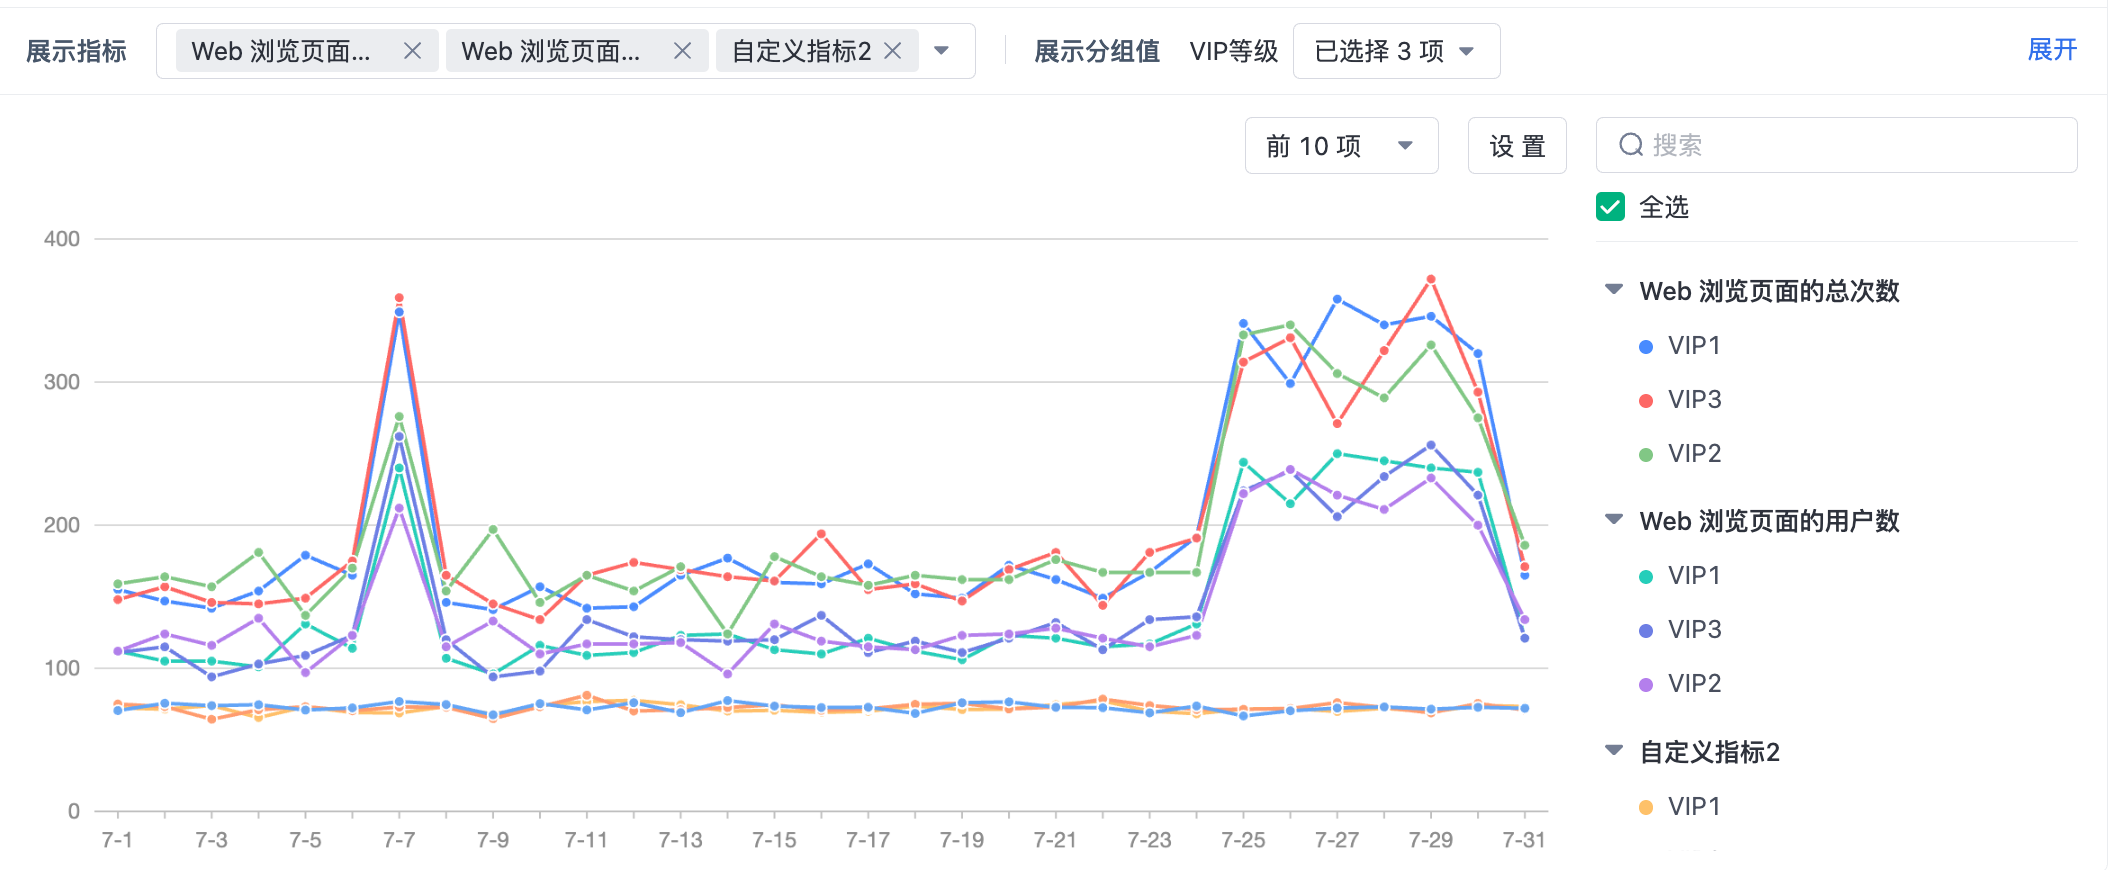 展示指标 Web 浏览页面... Web 浏览页面... 自定义指标2 展示分组值 VIP等级 已选择 3 项 展开
前 10 项 设 置 搜索
全选
400
300
200
100
0
7-1 7-3 7-5 7-7 7-9 7-11 7-13 7-15 7-17 7-19 7-21 7-23 7-25 7-27 7-29 7-31
Web 浏览页面的总次数
VIP1
VIP3
VIP2
Web 浏览页面的用户数
VIP1
VIP3
VIP2
自定义指标2
VIP1